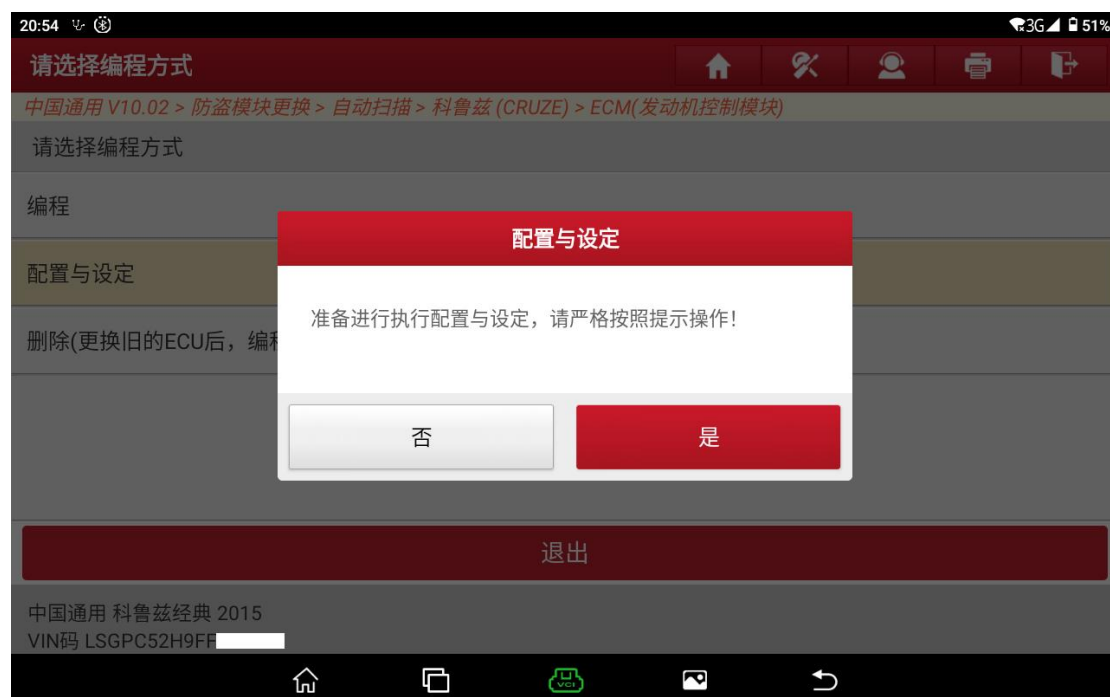 20:54
3G 51%
请选择编程方式
中国通用 V10.02 > 防盗模块更换 > 自动扫描 > 科鲁兹 (CRUZE) > ECM(发动机控制模块)
请选择编程方式
编程
配置与设定
配置与设定
准备进行执行配置与设定，请严格按照提示操作！
删除(更换旧的ECU后，编
否
是
退出
中国通用 科鲁兹经典 2015
VIN码 LSGPC52H9FF
VCI